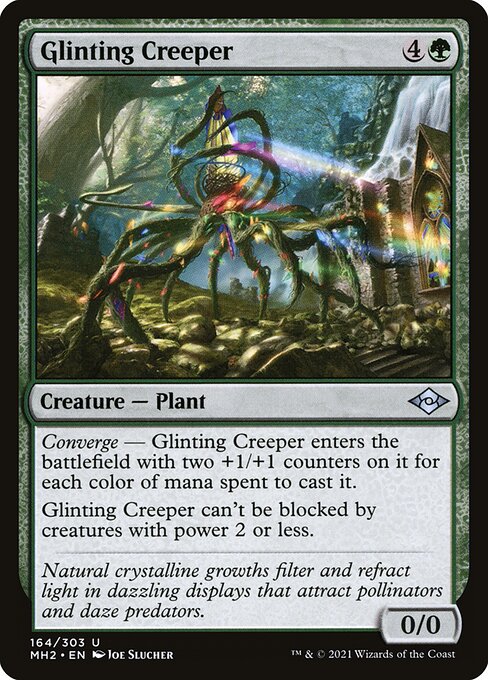 Glinting Creeper 4
Creature — Plant
Converge — Glinting Creeper enters the
battlefield with two +1/+1 counters on it for
each color of mana spent to cast it.
Glinting Creeper can't be blocked by
creatures with power 2 or less.
Natural crystalline growths filter and refract
light in dazzling displays that attract pollinators
and daze predators.
0/0
164/303 U
MH2 • EN Joe Slucher
™ & © 2021 Wizards of the Coast